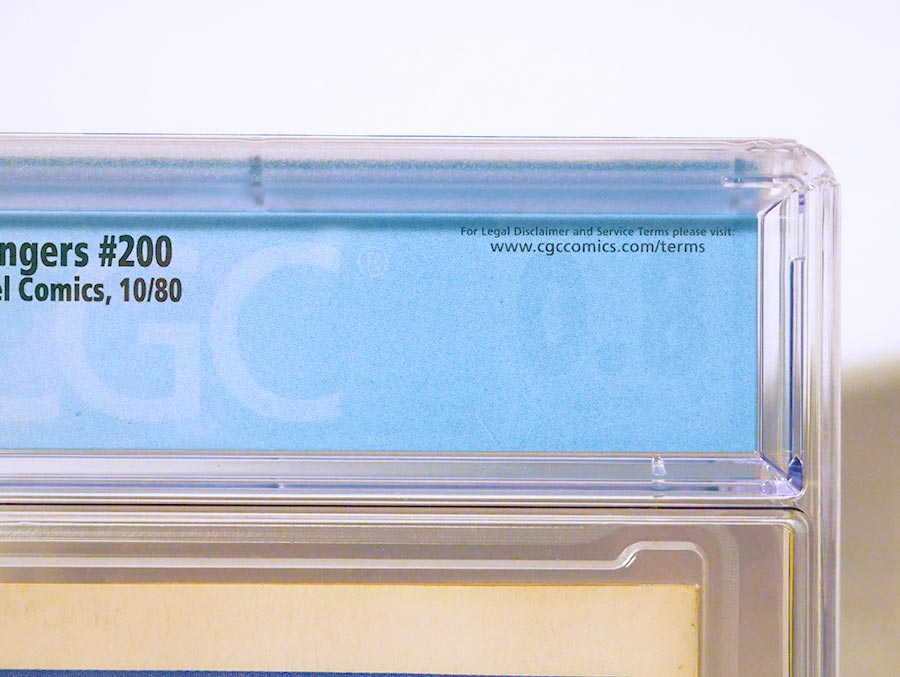 ngers #200
el Comics, 10/80
For Legal Disclaimer and Service Terms please visit:
www.cgccomics.com/terms
CGC®